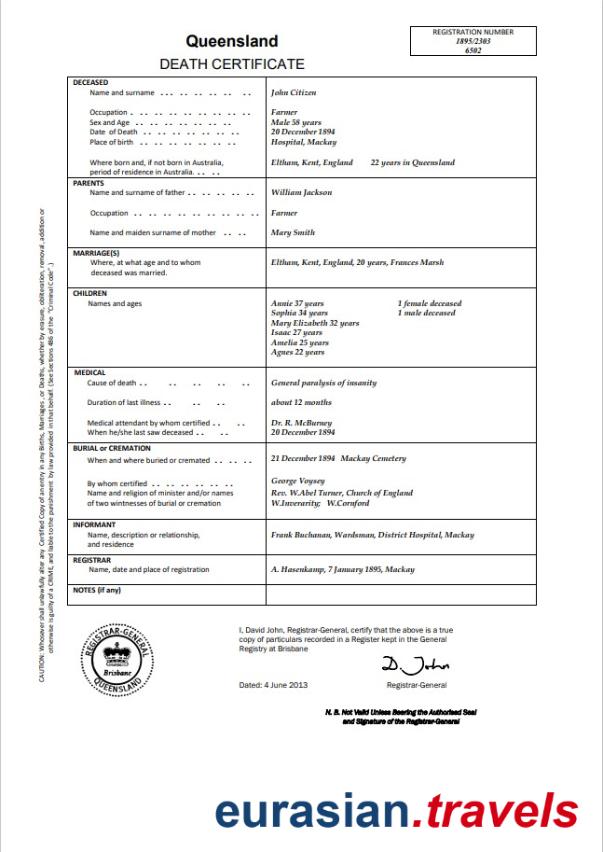 Queensland
DEATH CERTIFICATE
REGISTRATION NUMBER
1895/2303
6502
DECEASED
Name and surname .. .. .. .. .. .. John Citizen
Occupation . .. .. .. .. .. .. .. Farmer
Sex and Age .. .. .. .. .. .. .. Male 58 years
Date of Death .. .. .. .. .. .. .. 20 December 1894
Place of birth .. .. .. .. .. .. .. Hospital, Mackay
Where born and, if not born in Australia, Eltham, Kent, England 22 years in Queensland
period of residence in Australia. .. ..
PARENTS
Name and surname of father .. .. .. .. .. William Jackson
Occupation .. .. .. .. .. .. .. .. .. Farmer
Name and maiden surname of mother .. .. Mary Smith
MARRIAGE(S)
Where, at what age and to whom Eltham, Kent, England, 20 years, Frances Marsh
deceased was married.
CHILDREN
Names and ages Annie 37 years 1 female deceased
Sophia 34 years 1 male deceased
Mary Elizabeth 32 years
Isaac 27 years
Amelia 25 years
Agnes 22 years
MEDICAL
Cause of death .. .. .. .. General paralysis of insanity
Duration of last illness .. .. .. about 12 months
Medical attendant by whom certified .. .. Dr. R. McBurney
When he/she last saw deceased .. .. .. 20 December 1894
BURIAL or CREMATION
When and where buried or cremated .. .. .. 21 December 1894 Mackay Cemetery
By whom certified .. .. .. .. .. George Voysey
Name and religion of minister and/or names Rev. W.Abel Turner, Church of England
of two wintnesses of burial or cremation W.Inverarity; W.Cornford
INFORMANT
Name, description or relationship, Frank Buchanan, Wardsman, District Hospital, Mackay
and residence
REGISTRAR
Name, date and place of registration A. Hasenkamp, 7 January 1895, Mackay
NOTES (if any)
CAUTION: Whosoever shall unlawfully alter any Certified Copy of an entry in any Births, Marriages ,or Deaths, whether by erasure, obliteration, removal, addition or
otherwise is guilty of a CRIME, and liable to the punishment by law provided in that behalf. (See Sections 486 of the "Criminal Code".)
REGISTRAR-GENERAL
Brisbane
QUEENSLAND
I, David John, Registrar-General, certify that the above is a true
copy of particulars recorded in a Register kept in the General
Registry at Brisbane
D. John
Dated: 4 June 2013 Registrar-General
N. B. Not Valid Unless Bearing the Authorised Seal
and Signature of the Registrar-General
eurasian.travels